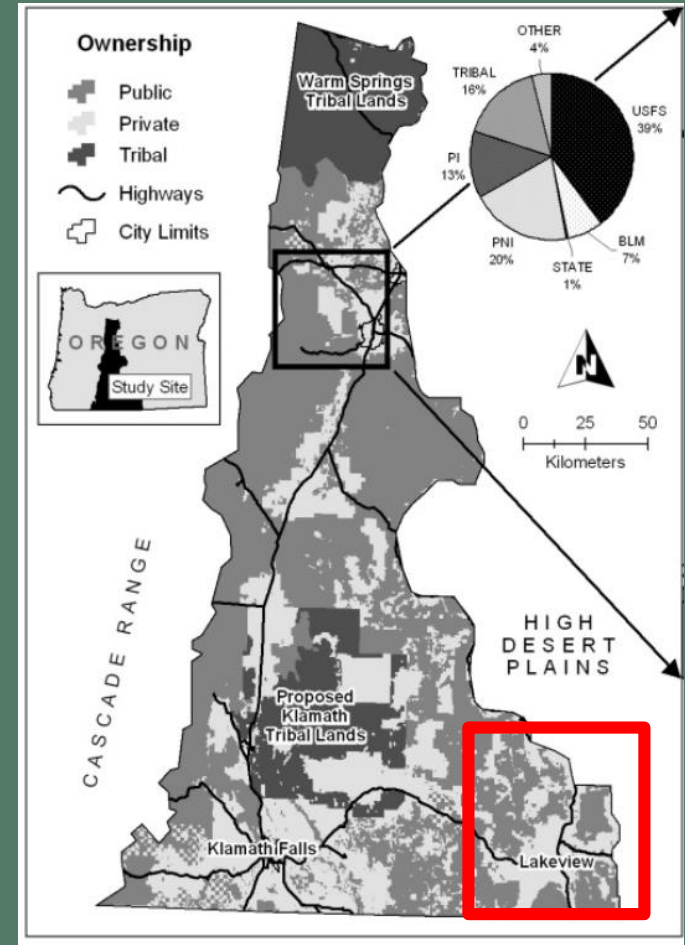 Ownership
Public
Private
Tribal
Highways
City Limits
OREGON
Study Site
Warm Springs
Tribal Lands
OTHER
4%
TRIBAL
16%
USFS
39%
PI
13%
PNI
20%
STATE
1%
BLM
7%
N
0 25 50
Kilometers
CASCADE RANGE
HIGH
DESERT
PLAINS
Proposed
Klamath
Tribal Lands
Klamath Falls
Lakeview